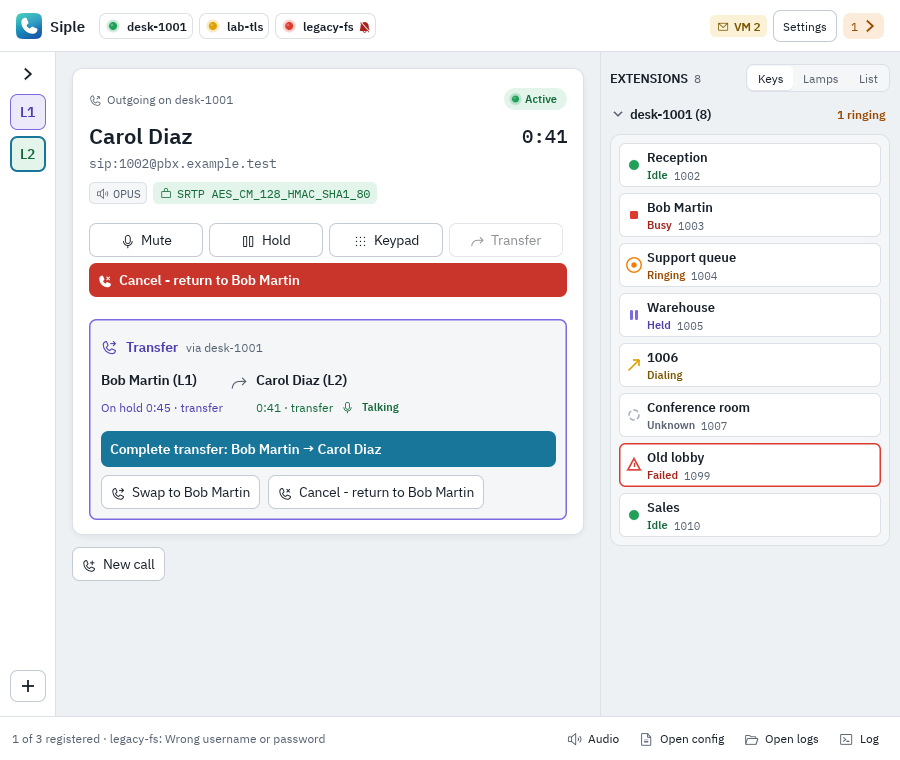 Siple
desk-1001
lab-tls
legacy-fs
VM 2
Settings
1
L1
L2
Outgoing on desk-1001
Active
Carol Diaz
0:41
sip:1002@pbx.example.test
OPUS
SRTP AES_CM_128_HMAC_SHA1_80
Mute
Hold
Keypad
Transfer
Cancel - return to Bob Martin
Transfer via desk-1001
Bob Martin (L1)
Carol Diaz (L2)
On hold 0:45 · transfer
0:41 · transfer
Talking
Complete transfer: Bob Martin → Carol Diaz
Swap to Bob Martin
Cancel - return to Bob Martin
New call
EXTENSIONS 8
Keys
Lamps
List
desk-1001 (8)
1 ringing
Reception
Idle 1002
Bob Martin
Busy 1003
Support queue
Ringing 1004
Warehouse
Held 1005
1006
Dialing
Conference room
Unknown 1007
Old lobby
Failed 1099
Sales
Idle 1010
1 of 3 registered · legacy-fs: Wrong username or password
Audio
Open config
Open logs
Log